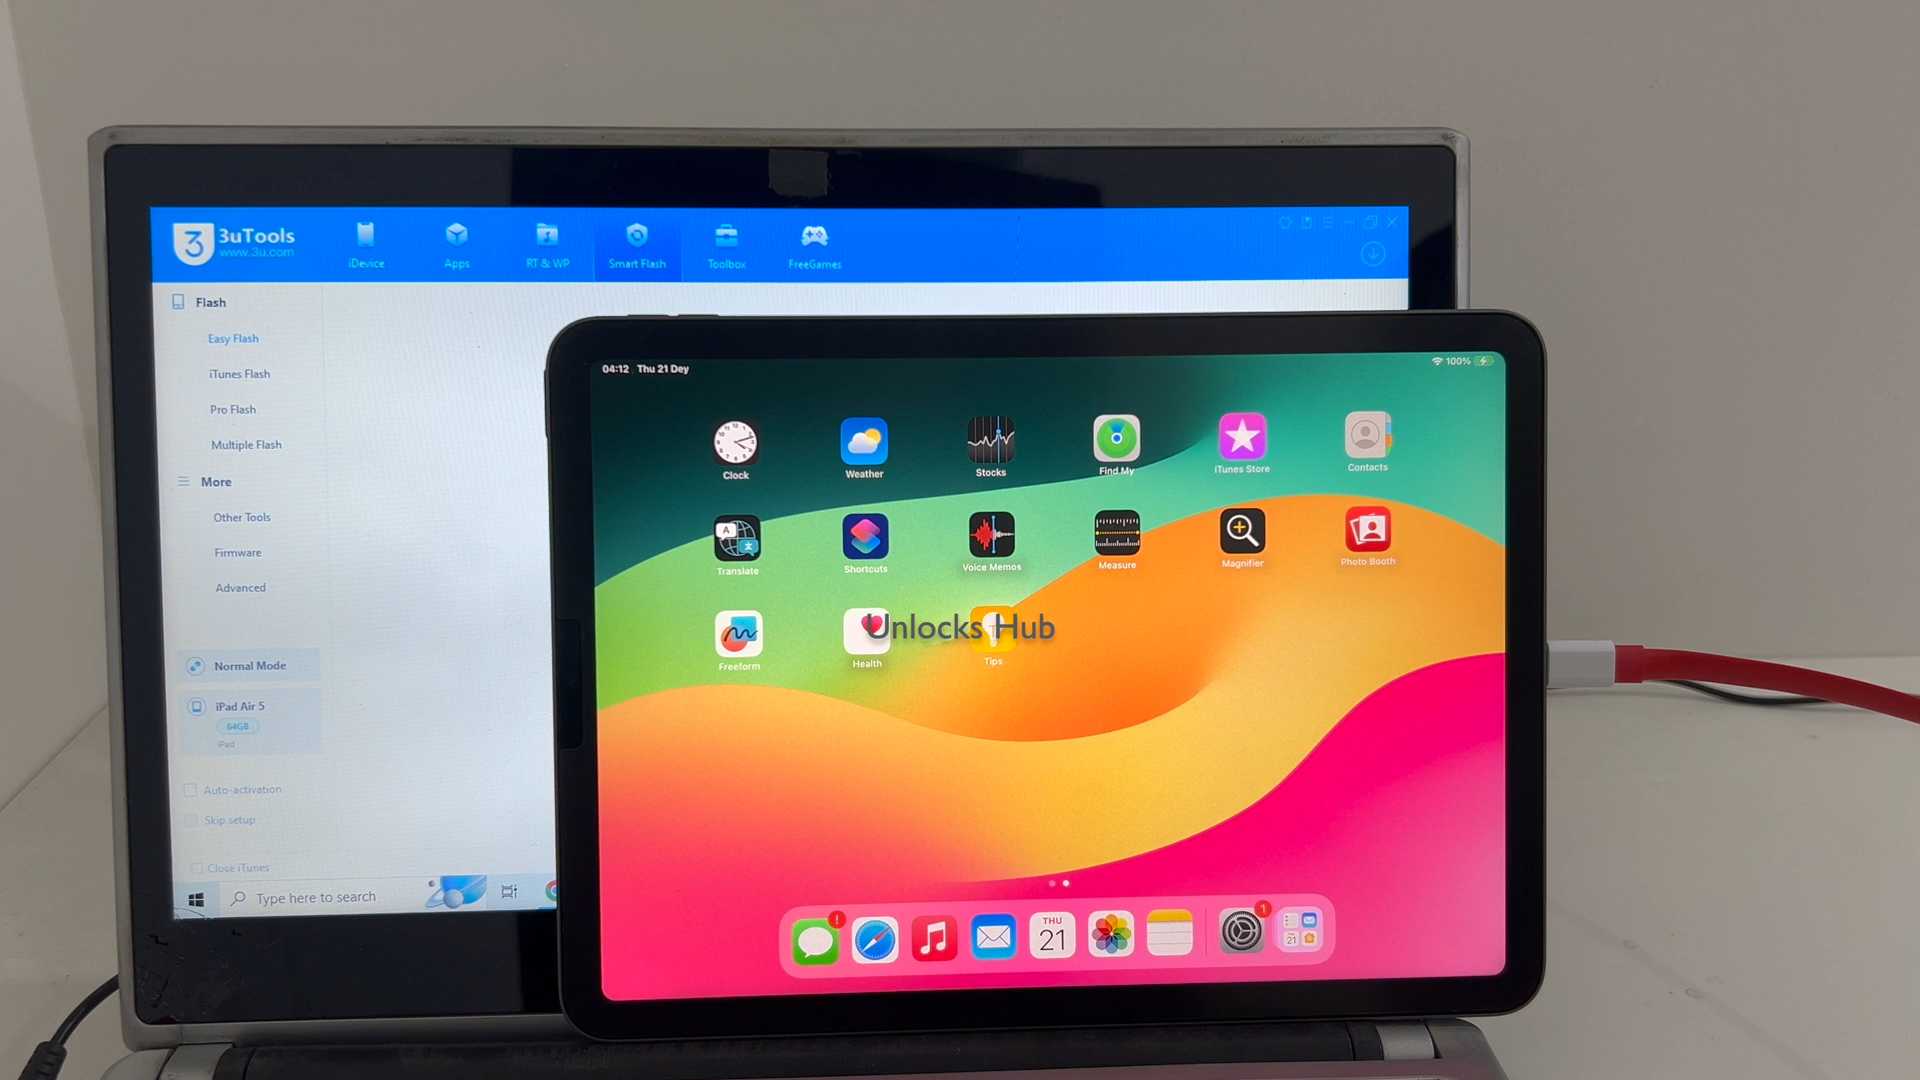 3uTools
www.3u.com
iDevice
Apps
RT & WP
Smart Flash
Toolbox
FreeGames
Flash
Easy Flash
iTunes Flash
Pro Flash
Multiple Flash
More
Other Tools
Firmware
Advanced
Normal Mode
iPad Air 5
64GB
iPad
Auto-activation
Skip setup
Close iTunes
Type here to search
04:12 Thu 21 Dey
100%
Clock
Weather
Stocks
Find My
iTunes Store
Contacts
Translate
Shortcuts
Voice Memos
Measure
Magnifier
Photo Booth
Freeform
Health
Tips
Unlocks Hub
THU
21
1
21